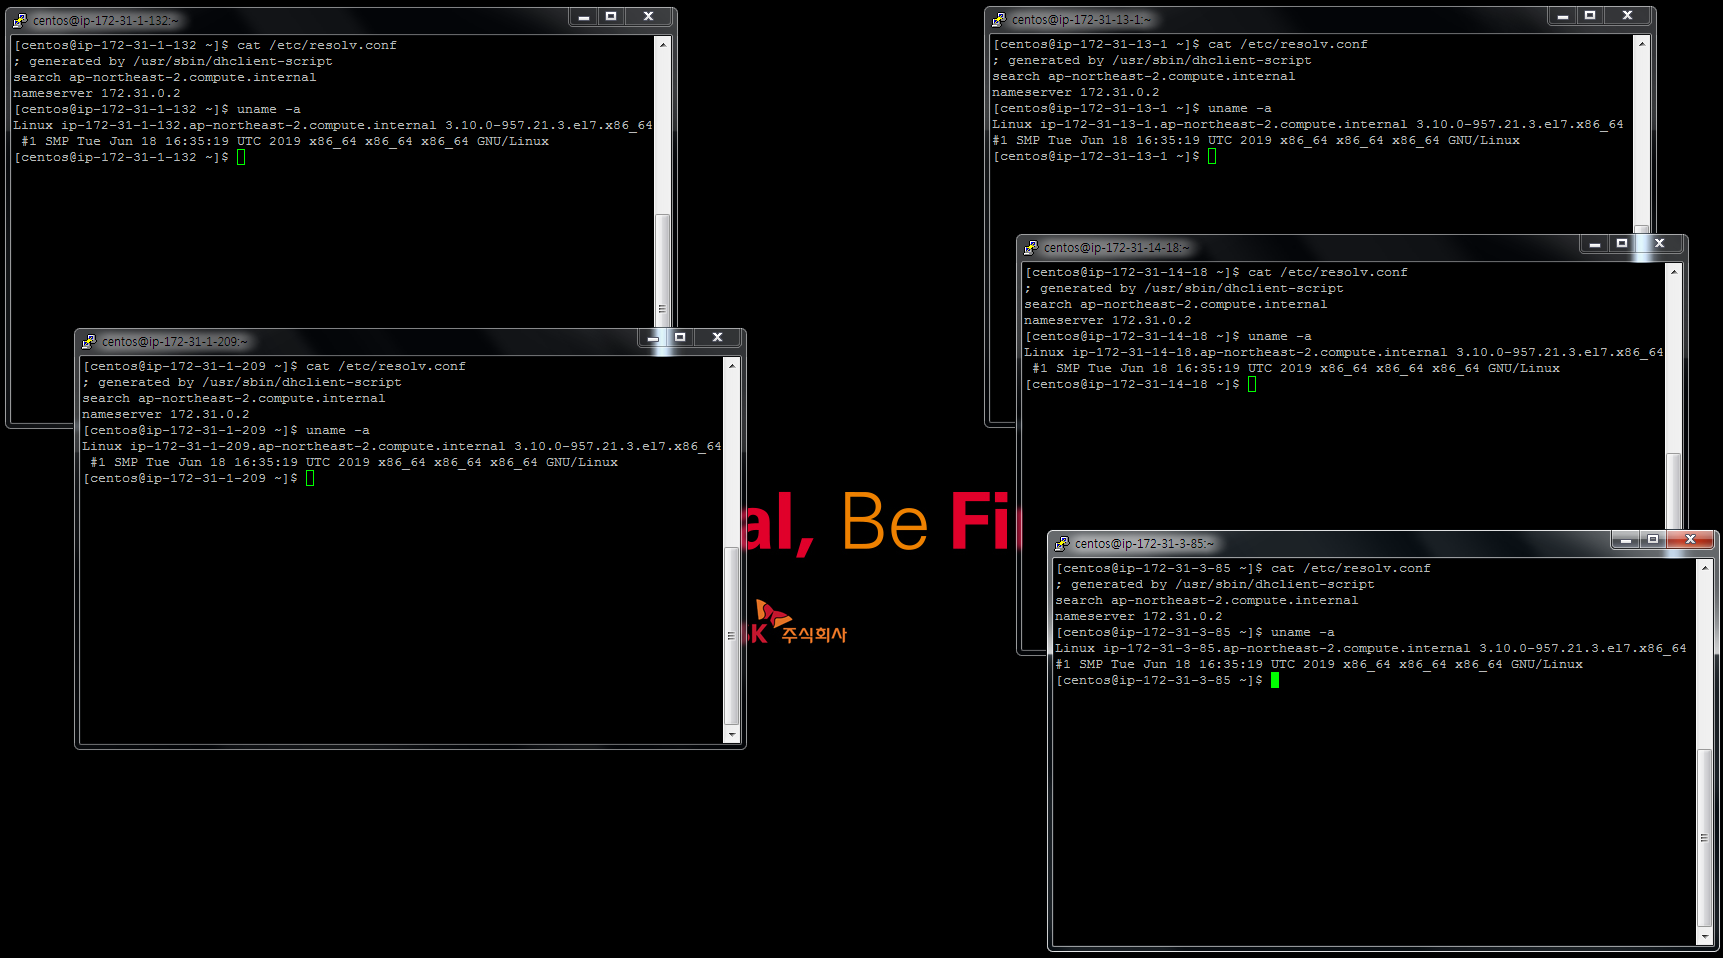 centos@ip-172-31-1-132:~
[centos@ip-172-31-1-132 ~]$ cat /etc/resolv.conf
; generated by /usr/sbin/dhclient-script
search ap-northeast-2.compute.internal
nameserver 172.31.0.2
[centos@ip-172-31-1-132 ~]$ uname -a
Linux ip-172-31-1-132.ap-northeast-2.compute.internal 3.10.0-957.21.3.el7.x86_64
#1 SMP Tue Jun 18 16:35:19 UTC 2019 x86_64 x86_64 x86_64 GNU/Linux
[centos@ip-172-31-1-132 ~]$
centos@ip-172-31-1-209:~
[centos@ip-172-31-1-209 ~]$ cat /etc/resolv.conf
; generated by /usr/sbin/dhclient-script
search ap-northeast-2.compute.internal
nameserver 172.31.0.2
[centos@ip-172-31-1-209 ~]$ uname -a
Linux ip-172-31-1-209.ap-northeast-2.compute.internal 3.10.0-957.21.3.el7.x86_64
#1 SMP Tue Jun 18 16:35:19 UTC 2019 x86_64 x86_64 x86_64 GNU/Linux
[centos@ip-172-31-1-209 ~]$
centos@ip-172-31-13-1:~
[centos@ip-172-31-13-1 ~]$ cat /etc/resolv.conf
; generated by /usr/sbin/dhclient-script
search ap-northeast-2.compute.internal
nameserver 172.31.0.2
[centos@ip-172-31-13-1 ~]$ uname -a
Linux ip-172-31-13-1.ap-northeast-2.compute.internal 3.10.0-957.21.3.el7.x86_64
#1 SMP Tue Jun 18 16:35:19 UTC 2019 x86_64 x86_64 x86_64 GNU/Linux
[centos@ip-172-31-13-1 ~]$
centos@ip-172-31-14-18:~
[centos@ip-172-31-14-18 ~]$ cat /etc/resolv.conf
; generated by /usr/sbin/dhclient-script
search ap-northeast-2.compute.internal
nameserver 172.31.0.2
[centos@ip-172-31-14-18 ~]$ uname -a
Linux ip-172-31-14-18.ap-northeast-2.compute.internal 3.10.0-957.21.3.el7.x86_64
#1 SMP Tue Jun 18 16:35:19 UTC 2019 x86_64 x86_64 x86_64 GNU/Linux
[centos@ip-172-31-14-18 ~]$
al, Be Fi
SK 주식회사
centos@ip-172-31-3-85:~
[centos@ip-172-31-3-85 ~]$ cat /etc/resolv.conf
; generated by /usr/sbin/dhclient-script
search ap-northeast-2.compute.internal
nameserver 172.31.0.2
[centos@ip-172-31-3-85 ~]$ uname -a
Linux ip-172-31-3-85.ap-northeast-2.compute.internal 3.10.0-957.21.3.el7.x86_64
#1 SMP Tue Jun 18 16:35:19 UTC 2019 x86_64 x86_64 x86_64 GNU/Linux
[centos@ip-172-31-3-85 ~]$